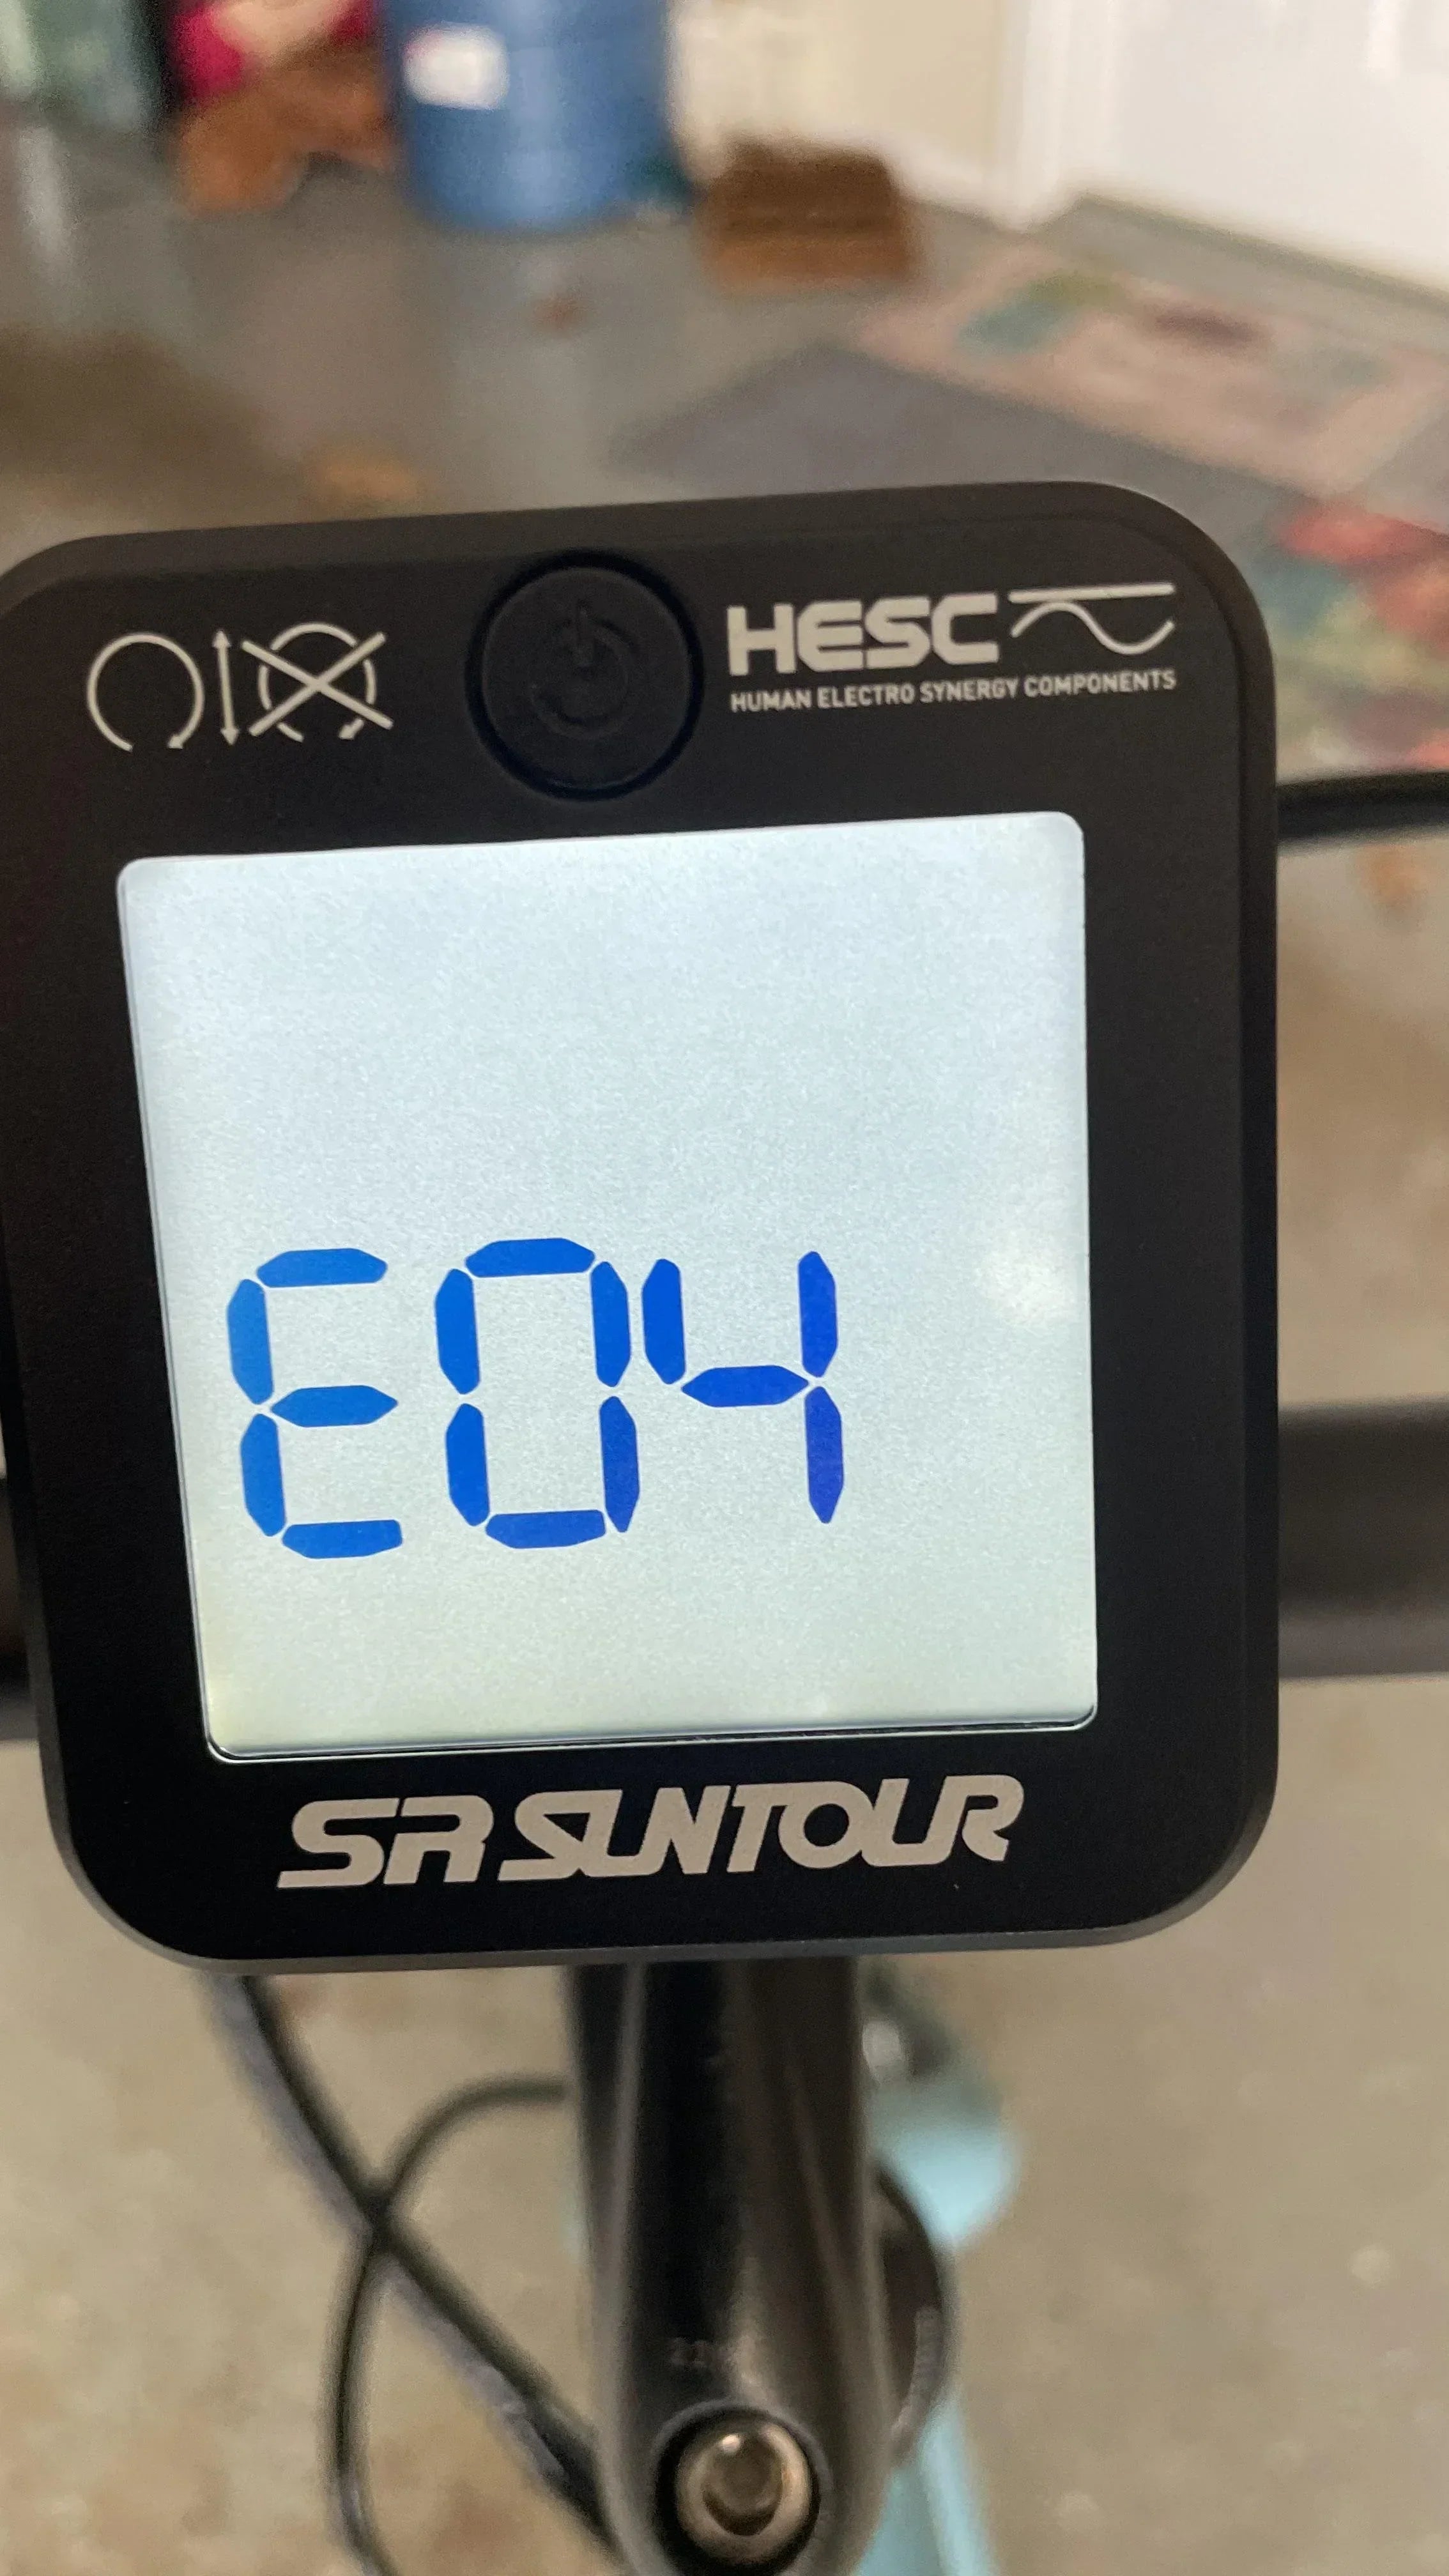 HESC
HUMAN ELECTRO SYNERGY COMPONENTS
E04
SR SUNTOUR